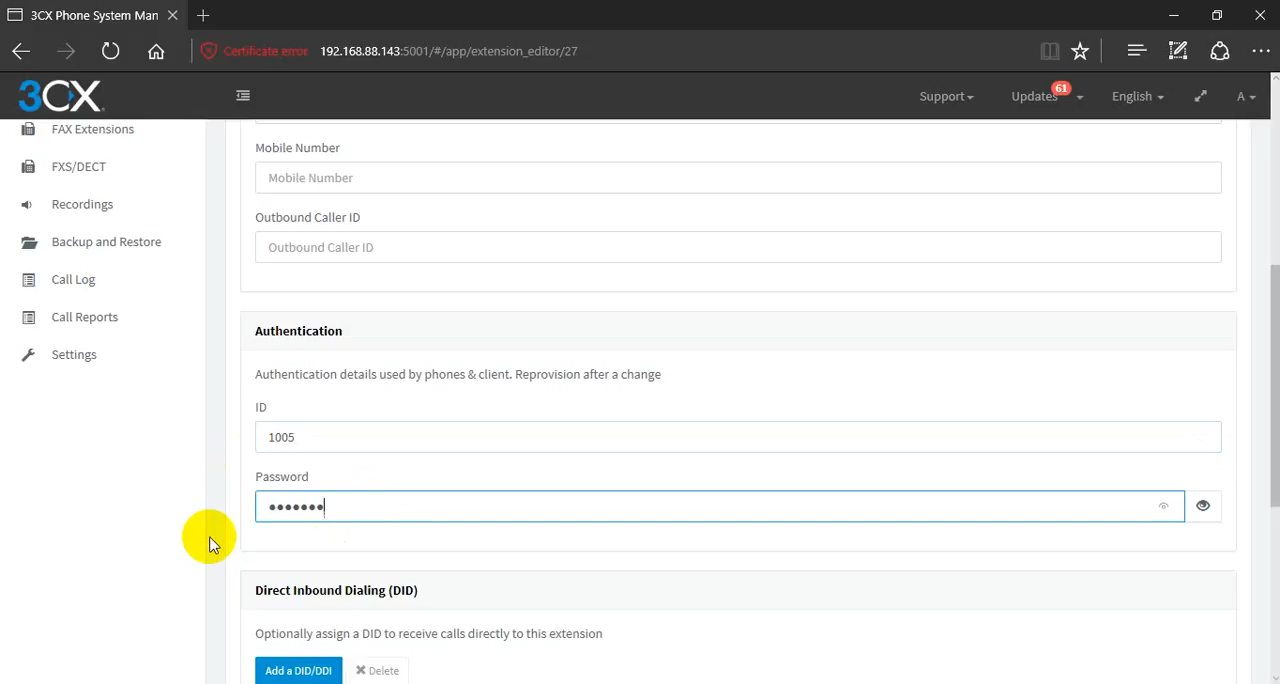 3CX Phone System Man
Certificate error 192.168.88.143:5001/#/app/extension_editor/27
3CX
Support
Updates 61
English
A
FAX Extensions
FXS/DECT
Recordings
Backup and Restore
Call Log
Call Reports
Settings
Mobile Number
Mobile Number
Outbound Caller ID
Outbound Caller ID
Authentication
Authentication details used by phones & client. Reprovision after a change
ID
1005
Password
•••••••
Direct Inbound Dialing (DID)
Optionally assign a DID to receive calls directly to this extension
Add a DID/DDI
Delete